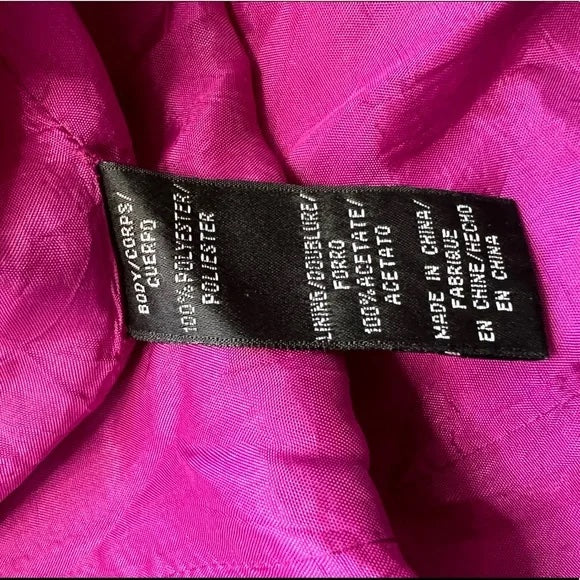 BODY/CORPS/
CUERPO
100% POLYESTER/
POLIESTER
LINING/DOUBLURE/
FORRO
100% ACETATE/
ACETATO
MADE IN CHINA/
FABRIQUE
EN CHINE/HECHO
EN CHINA